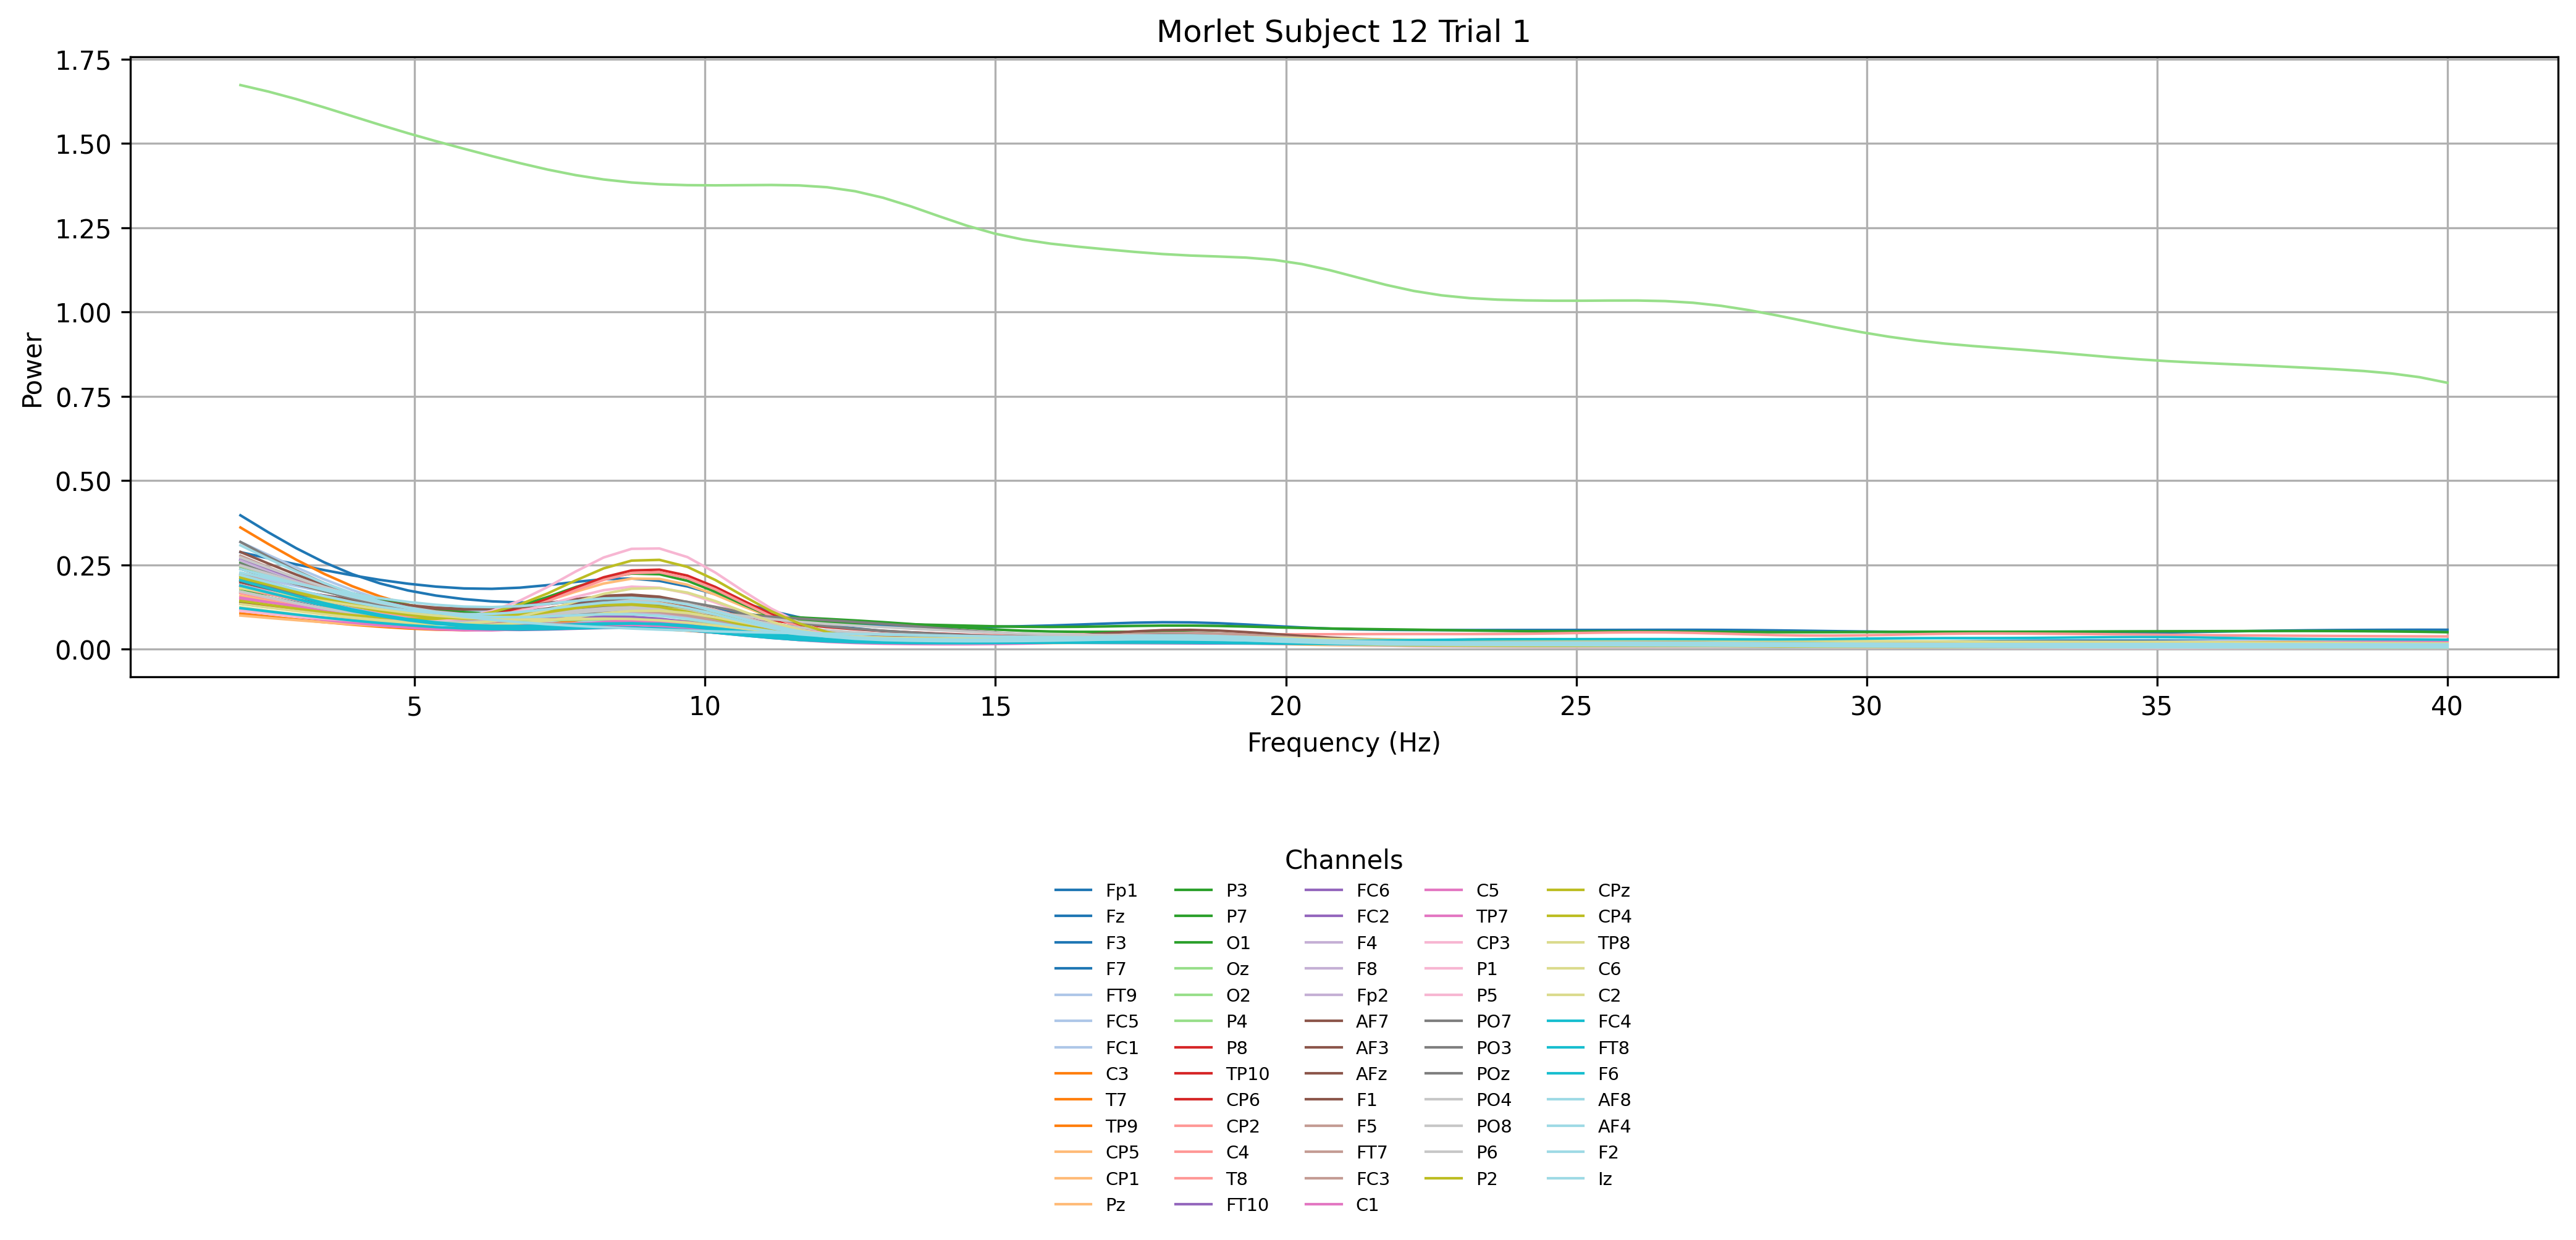 Morlet Subject 12 Trial 1
1.75
1.50
1.25
1.00
0.75
0.50
0.25
0.00
Power
5 10 15 20 25 30 35 40
Frequency (Hz)
Channels
Fp1 P3 FC6 C5 CPz
Fz P7 FC2 TP7 CP4
F3 O1 F4 CP3 TP8
F7 Oz F8 P1 C6
FT9 O2 Fp2 P5 C2
FC5 P4 AF7 PO7 FC4
FC1 P8 AF3 PO3 FT8
C3 TP10 AFz POz F6
T7 CP6 F1 PO4 AF8
TP9 CP2 F5 PO8 AF4
CP5 C4 FT7 P6 F2
CP1 T8 FC3 P2 Iz
Pz FT10 C1